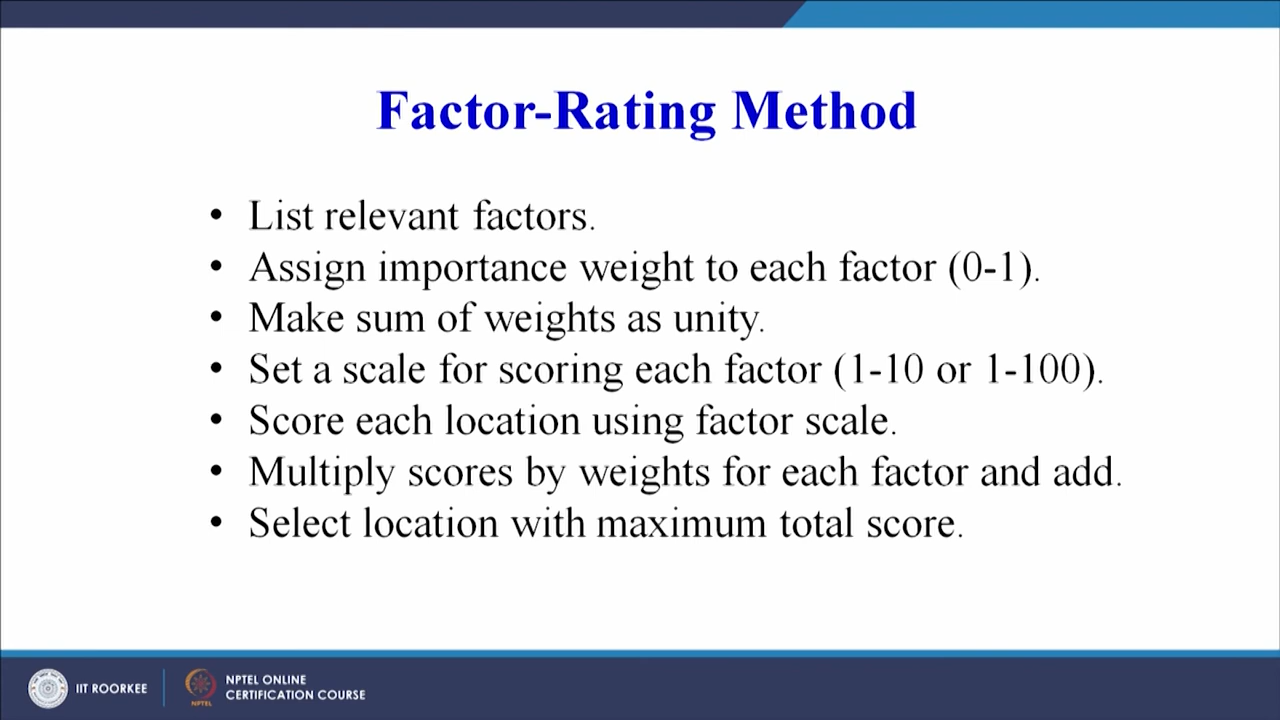 Factor-Rating Method
• List relevant factors.
• Assign importance weight to each factor (0-1).
• Make sum of weights as unity.
• Set a scale for scoring each factor (1-10 or 1-100).
• Score each location using factor scale.
• Multiply scores by weights for each factor and add.
• Select location with maximum total score.
IIT ROORKEE
NPTEL ONLINE
CERTIFICATION COURSE
NPTEL